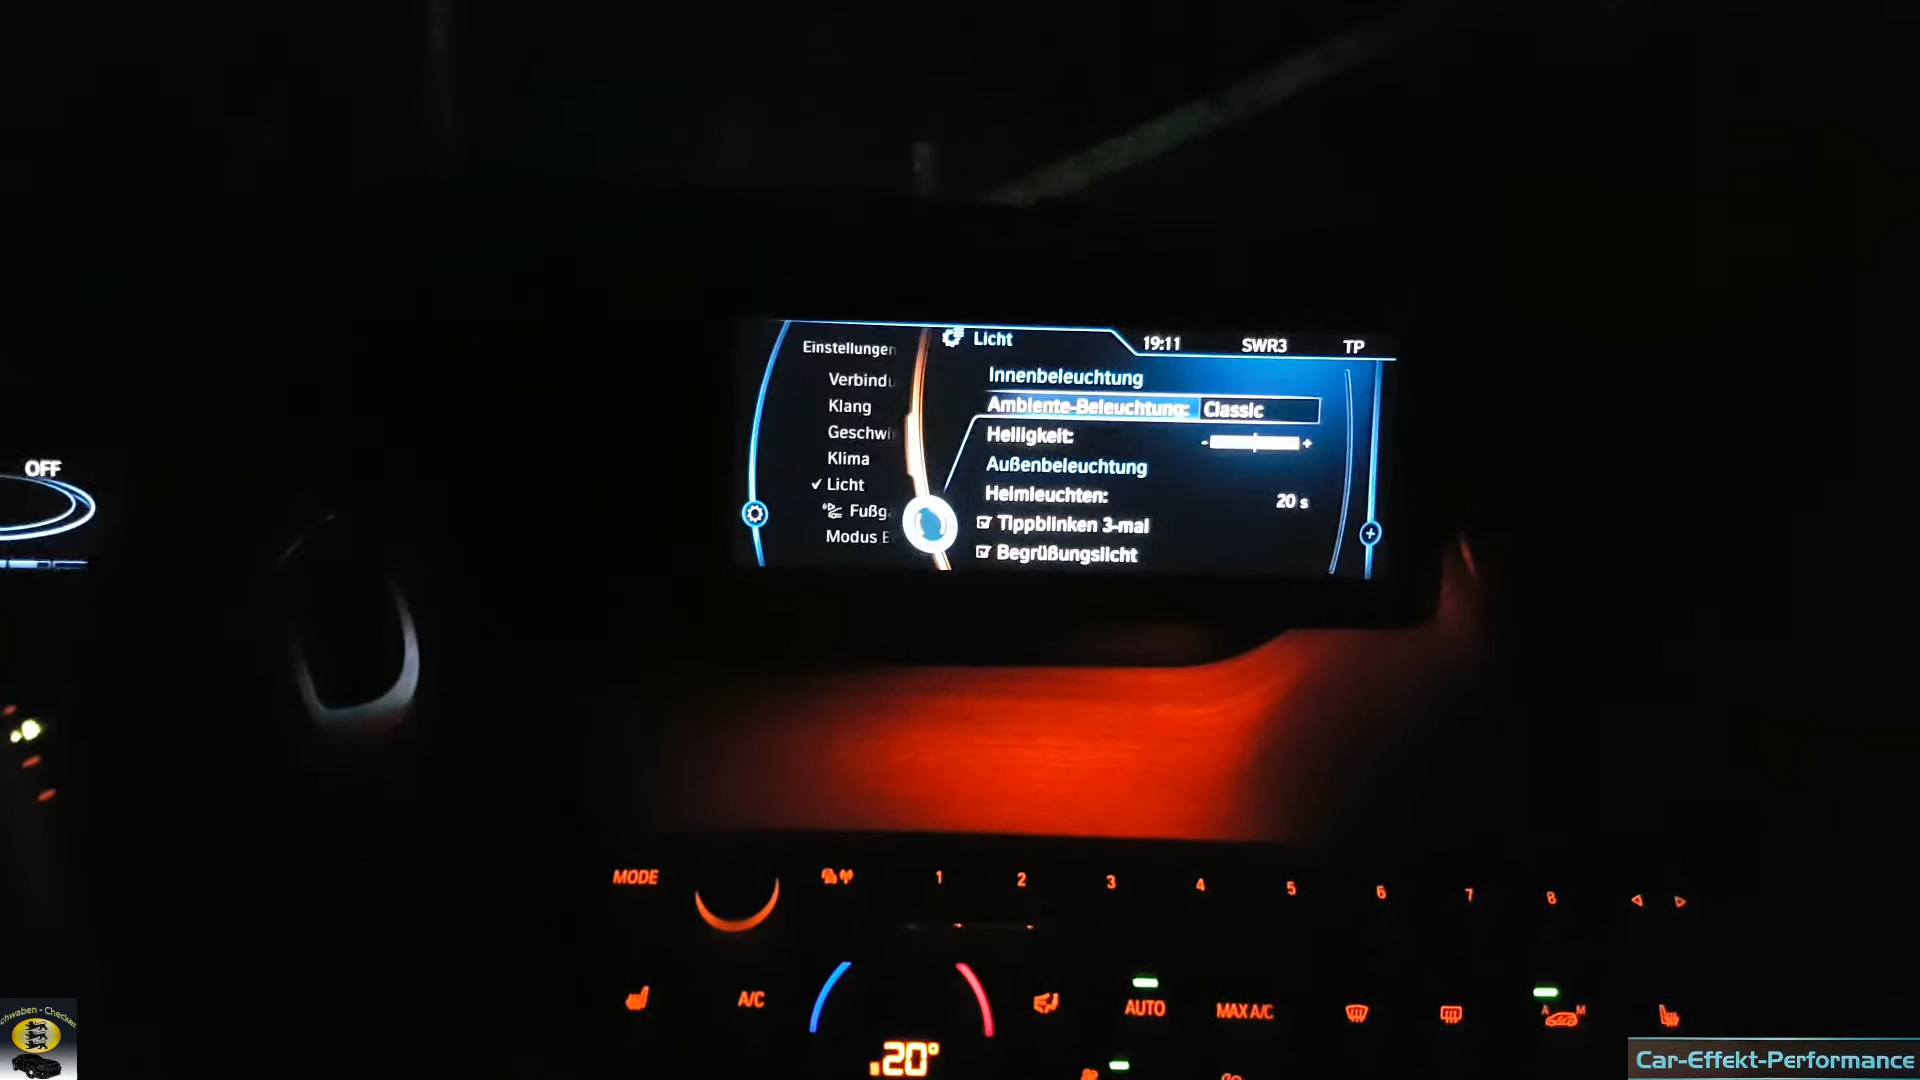 Licht
19:11
SWR3
TP
Einstellungen
Verbindu
Klang
Geschwi
Klima
✓ Licht
Fußg
Modus E
Innenbeleuchtung
Ambiente-Beleuchtung: Classic
Helligkeit: - +
Außenbeleuchtung
Heimleuchten: 20 s
Tippblinken 3-mal
Begrüßungslicht
OFF
MODE
1 2 3 4 5 6 7 8
A/C
AUTO
MAX A/C
A M
.20°
chwaben-Checker
Car-Effekt-Performance